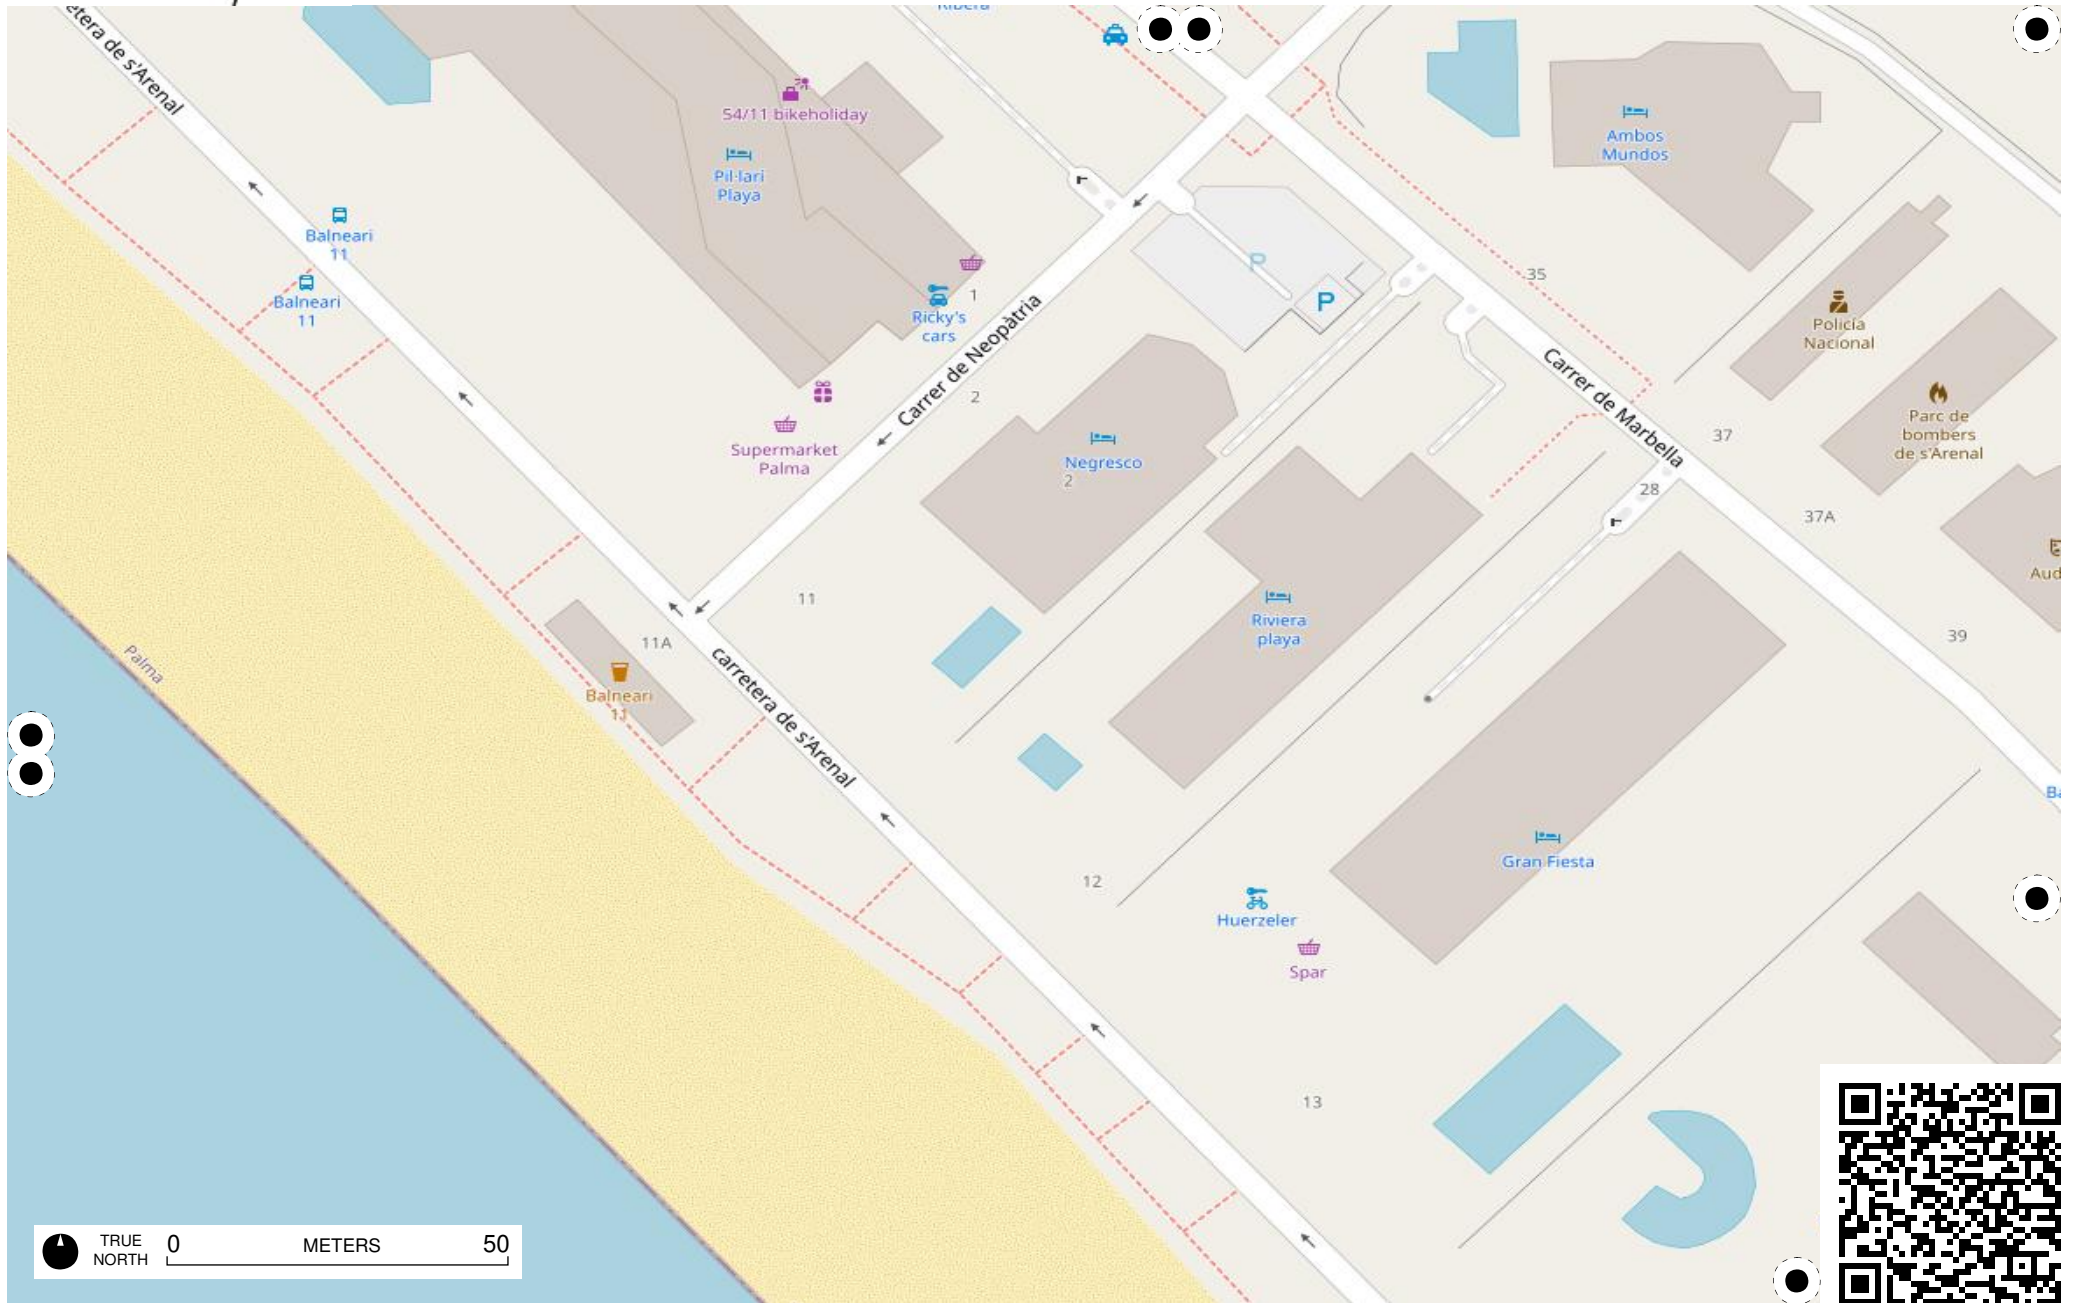 carretera de s'Arenal
54/11 bikeholiday
Pil·larí
Playa
Ambos
Mundos
Balneari
11
Balneari
11
35
1
Ricky's
cars
P
P
Policía
Nacional
Carrer de Neopàtria
2
Carrer de Marbella
Parc de
bombers
de s'Arenal
37
Supermarket
Palma
Negresco
2
28
37A
11
Riviera
playa
39
11A
Palma
Balneari
11
carretera de s'Arenal
Gran Fiesta
12
Huerzeler
Spar
13
TRUE
NORTH
0
METERS
50